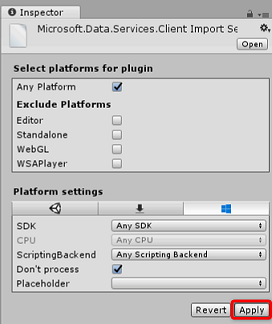 Inspector
Microsoft.Data.Services.Client Import Se
Open
Select platforms for plugin
Any Platform
Exclude Platforms
Editor
Standalone
WebGL
WSAPlayer
Platform settings
SDK Any SDK
CPU Any CPU
ScriptingBackend Any Scripting Backend
Don't process
Placeholder
Revert Apply